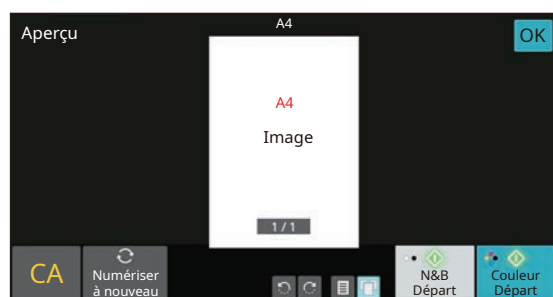 Aperçu
A4
OK
A4
Image
1 / 1
CA
Numériser
à nouveau
N&B
Départ
Couleur
Départ